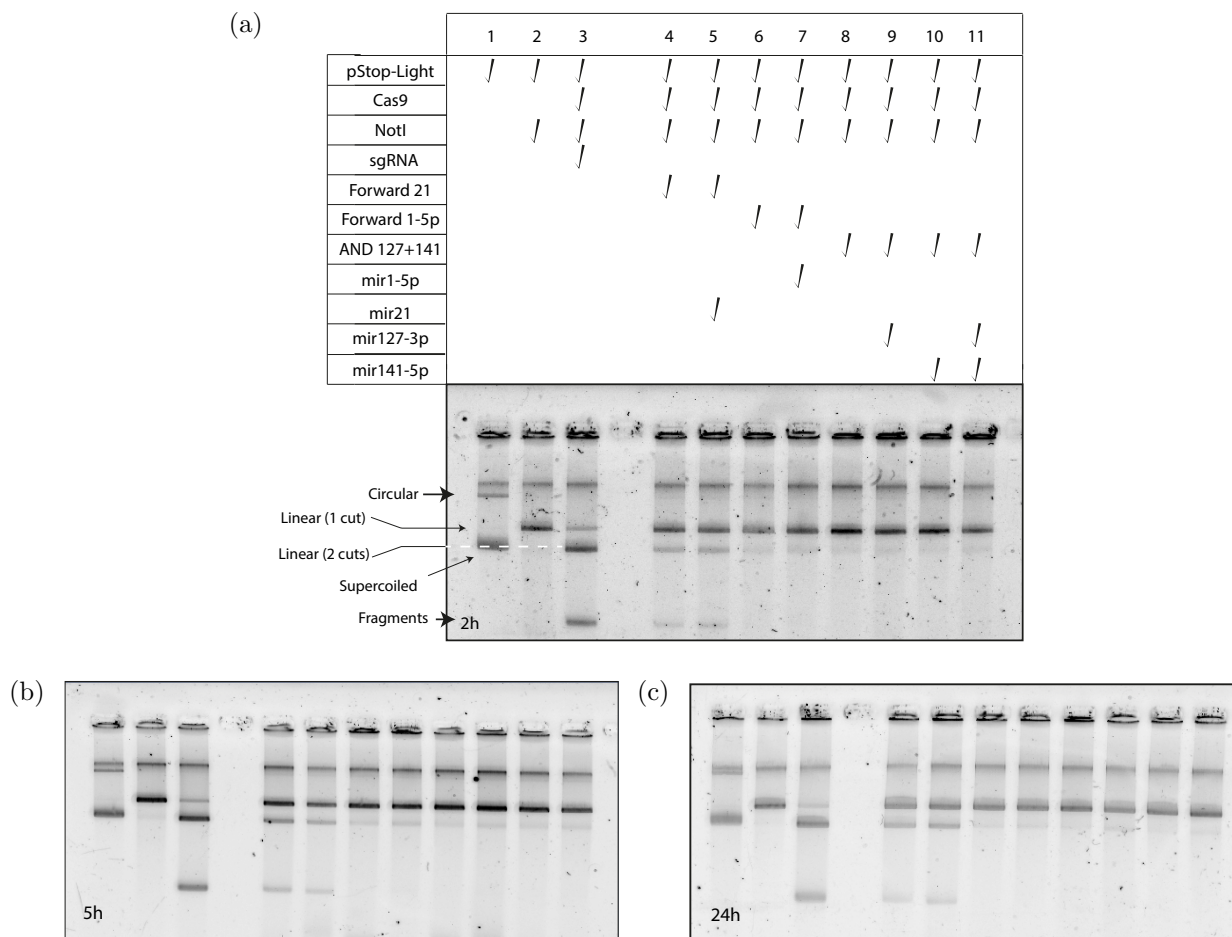 (a)
1 2 3 4 5 6 7 8 9 10 11
pStop-Light
Cas9
NotI
sgRNA
Forward 21
Forward 1-5p
AND 127+141
mir1-5p
mir21
mir127-3p
mir141-5p
Circular
Linear (1 cut)
Linear (2 cuts)
Supercoiled
Fragments
2h
(b)
5h
(c)
24h